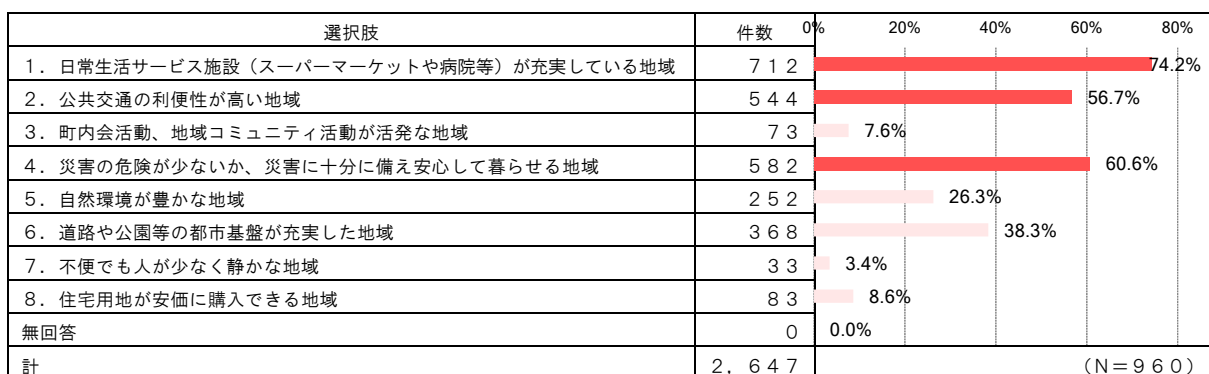 選択肢 件数 0% 20% 40% 60% 80%
1．日常生活サービス施設（スーパーマーケットや病院等）が充実している地域 ７１２ 74.2%
2．公共交通の利便性が高い地域 ５４４ 56.7%
3．町内会活動、地域コミュニティ活動が活発な地域 ７３ 7.6%
4．災害の危険が少ないか、災害に十分に備え安心して暮らせる地域 ５８２ 60.6%
5．自然環境が豊かな地域 ２５２ 26.3%
6．道路や公園等の都市基盤が充実した地域 ３６８ 38.3%
7．不便でも人が少なく静かな地域 ３３ 3.4%
8．住宅用地が安価に購入できる地域 ８３ 8.6%
無回答 ０ 0.0%
計 ２，６４７ （Ｎ＝９６０）